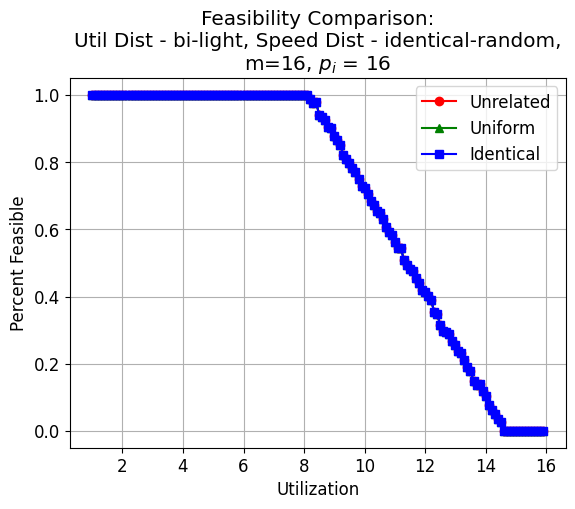 Feasibility Comparison:
Util Dist - bi-light, Speed Dist - identical-random,
m=16, p_i = 16
1.0
0.8
0.6
0.4
0.2
0.0
Percent Feasible
Unrelated
Uniform
Identical
2 4 6 8 10 12 14 16
Utilization